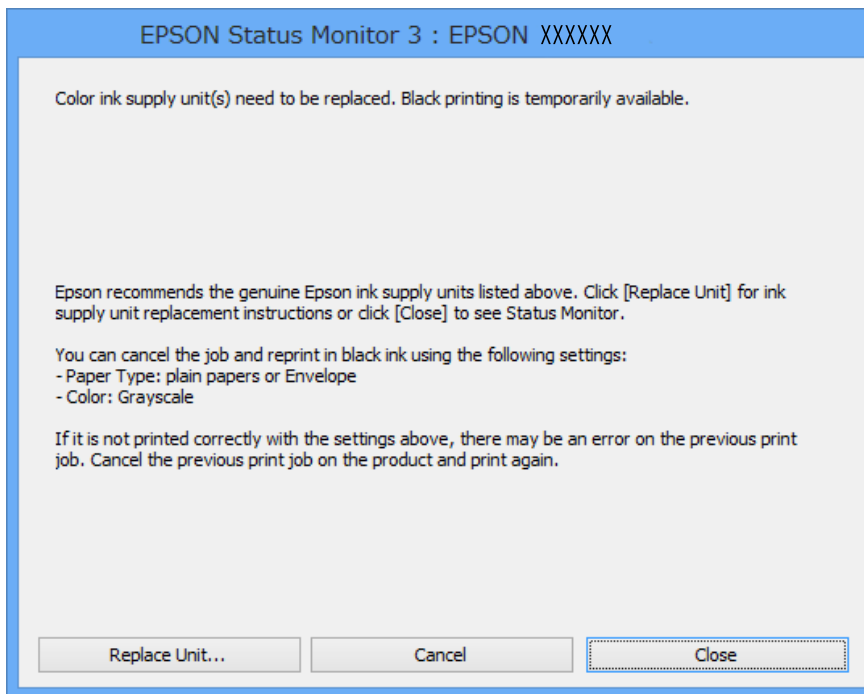 EPSON Status Monitor 3 : EPSON XXXXXX
Color ink supply unit(s) need to be replaced. Black printing is temporarily available.
Epson recommends the genuine Epson ink supply units listed above. Click [Replace Unit] for ink
supply unit replacement instructions or click [Close] to see Status Monitor.
You can cancel the job and reprint in black ink using the following settings:
- Paper Type: plain papers or Envelope
- Color: Grayscale
If it is not printed correctly with the settings above, there may be an error on the previous print
job. Cancel the previous print job on the product and print again.
Replace Unit... Cancel Close